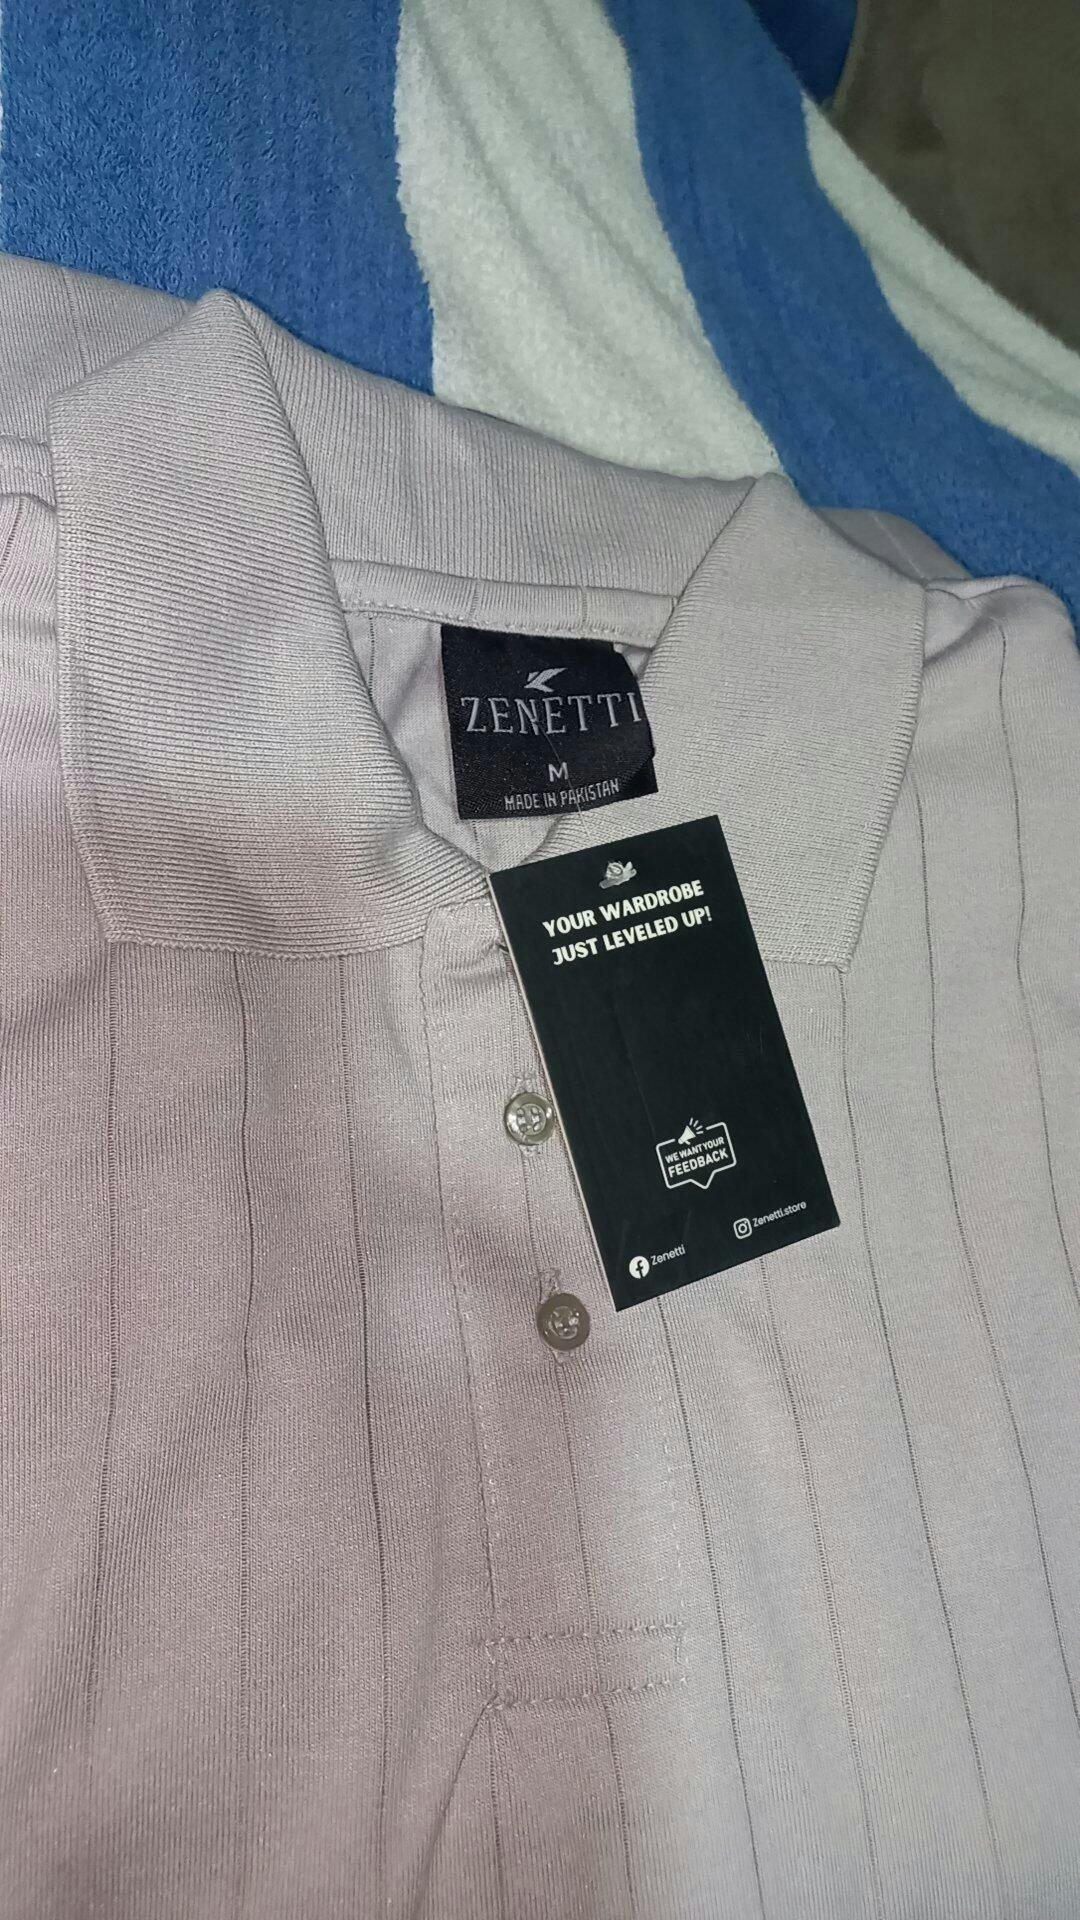 ZENETTI
M
MADE IN PAKISTAN
YOUR WARDROBE
JUST LEVELED UP!
WE WANT YOUR
FEEDBACK
Zenetti
Zenetti.store